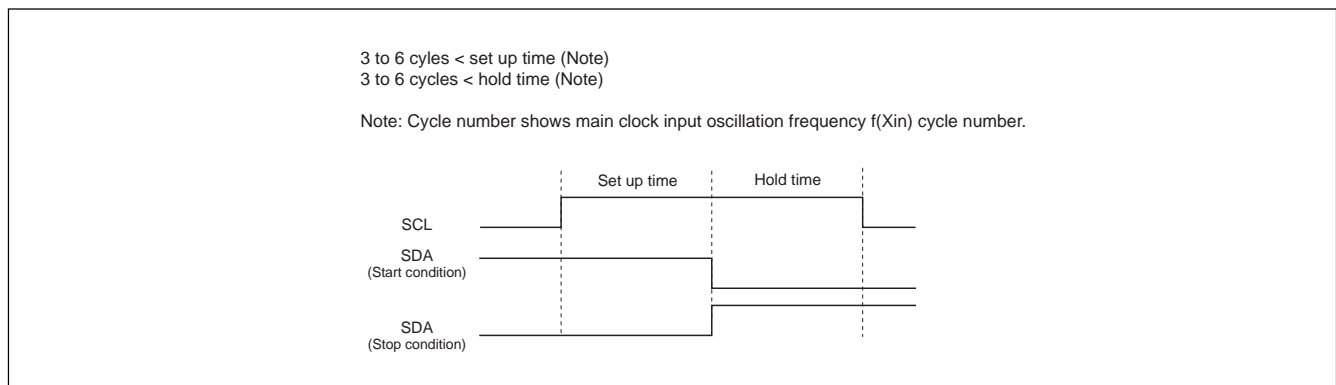 3 to 6 cyles < set up time (Note)
3 to 6 cycles < hold time (Note)
Note: Cycle number shows main clock input oscillation frequency f(Xin) cycle number.
Set up time Hold time
SCL
SDA
(Start condition)
SDA
(Stop condition)